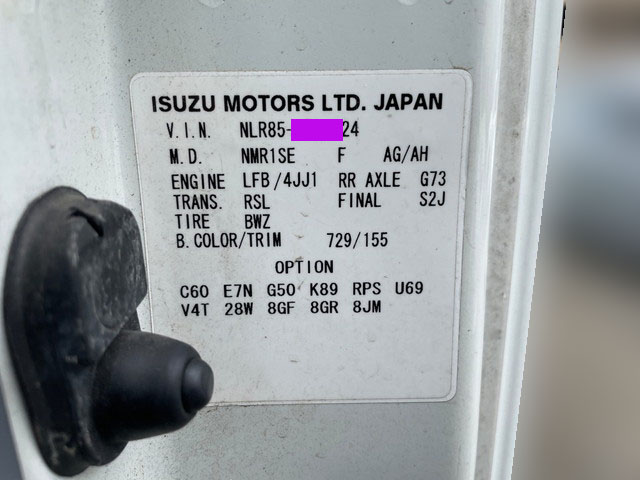 ISUZU MOTORS LTD. JAPAN
V.I.N. NLR85-24
M.D. NMR1SE F AG/AH
ENGINE LFB/4JJ1 RR AXLE G73
TRANS. RSL FINAL S2J
TIRE BWZ
B.COLOR/TRIM 729/155
OPTION
C60 E7N G50 K89 RPS U69
V4T 28W 8GF 8GR 8JM